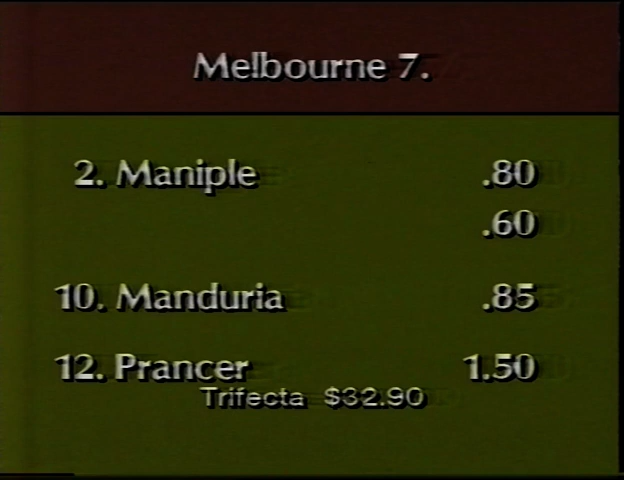 Melbourne 7.
2. Maniple .80
.60
10. Manduria .85
12. Prancer 1.50
Trifecta $32.90